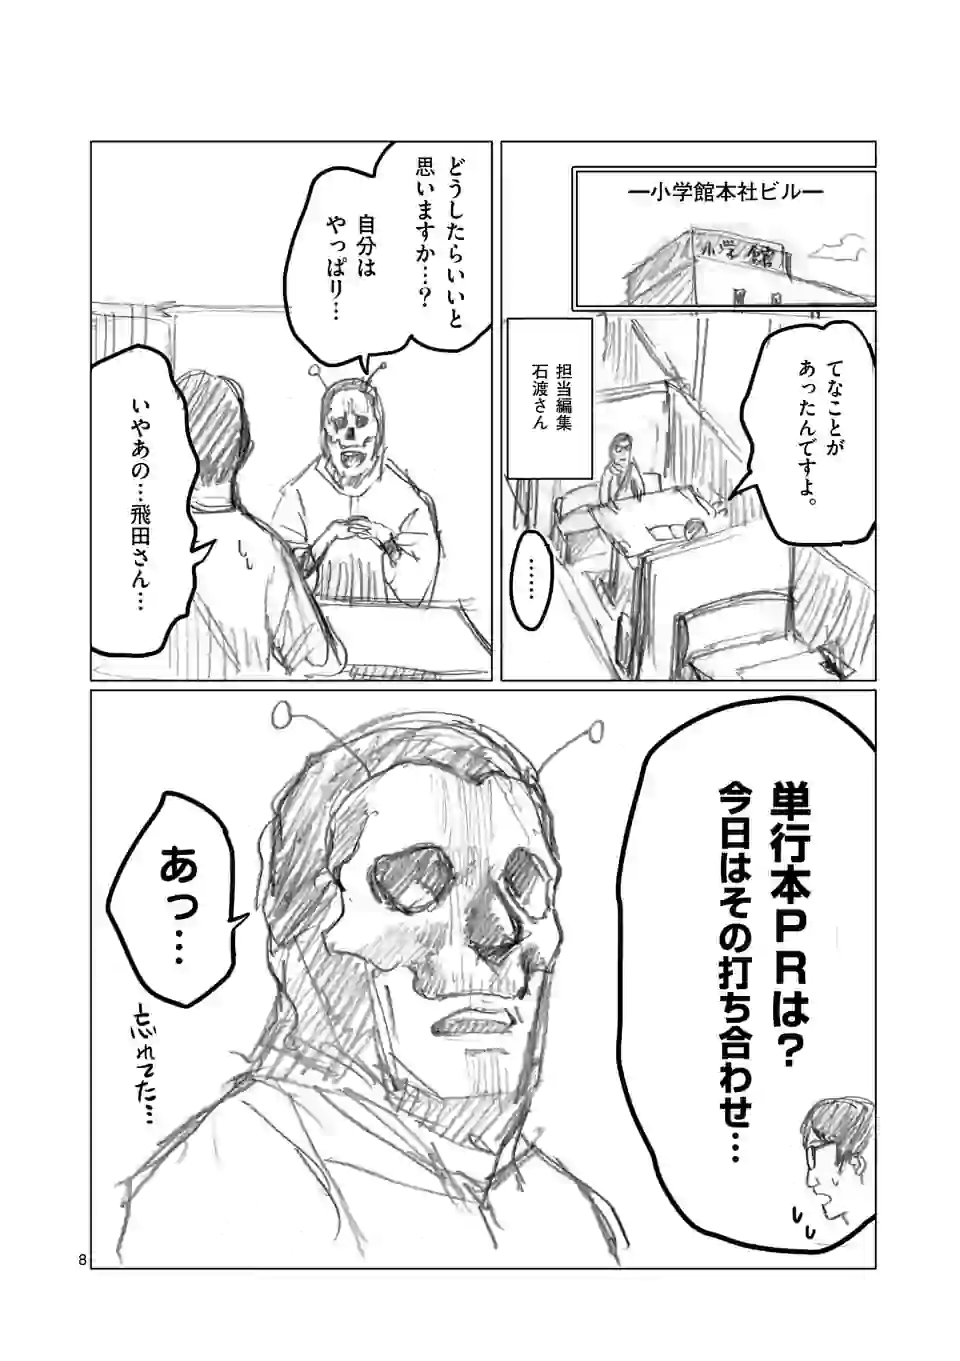 ―小学館本社ビル―
小学館
てなことが
あったんですよ。
担当編集
石渡さん
……
どうしたらいいと
思いますか…?
自分は
やっぱり…
いやあの…飛田さん…
単行本PRは?
今日はその打ち合わせ…
あっ…
忘れてた…
8